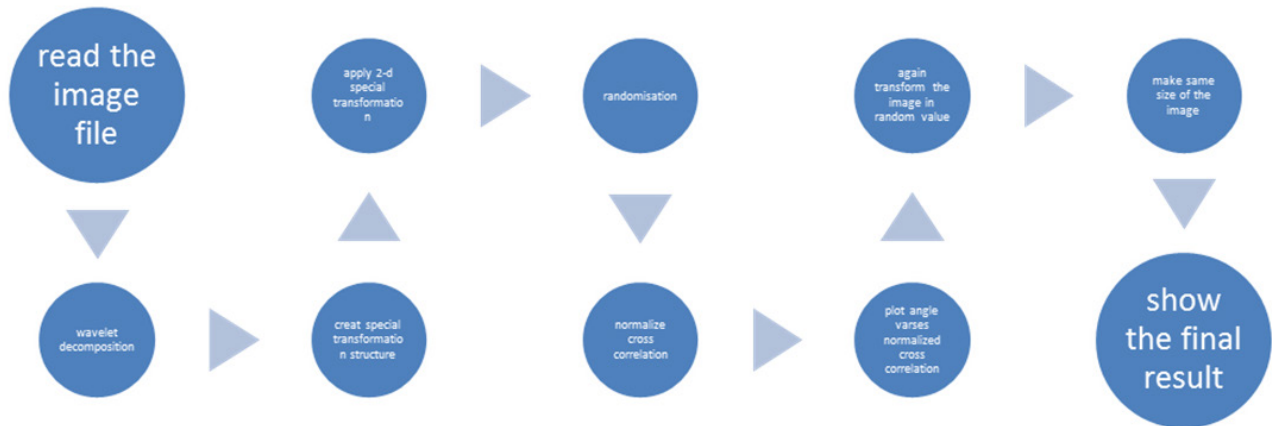 read the
image
file
wavelet
decomposition
creat special
transformatio
n structure
apply 2-d
special
transformatio
n
randomisation
normalize
cross
correlation
plot angle
varses
normalized
cross
correlation
again
transform the
image in
random value
make same
size of the
image
show
the final
result